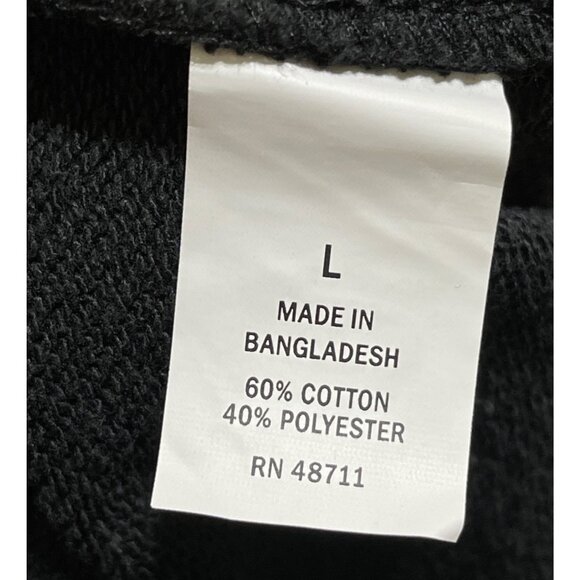 L
MADE IN
BANGLADESH
60% COTTON
40% POLYESTER
RN 48711